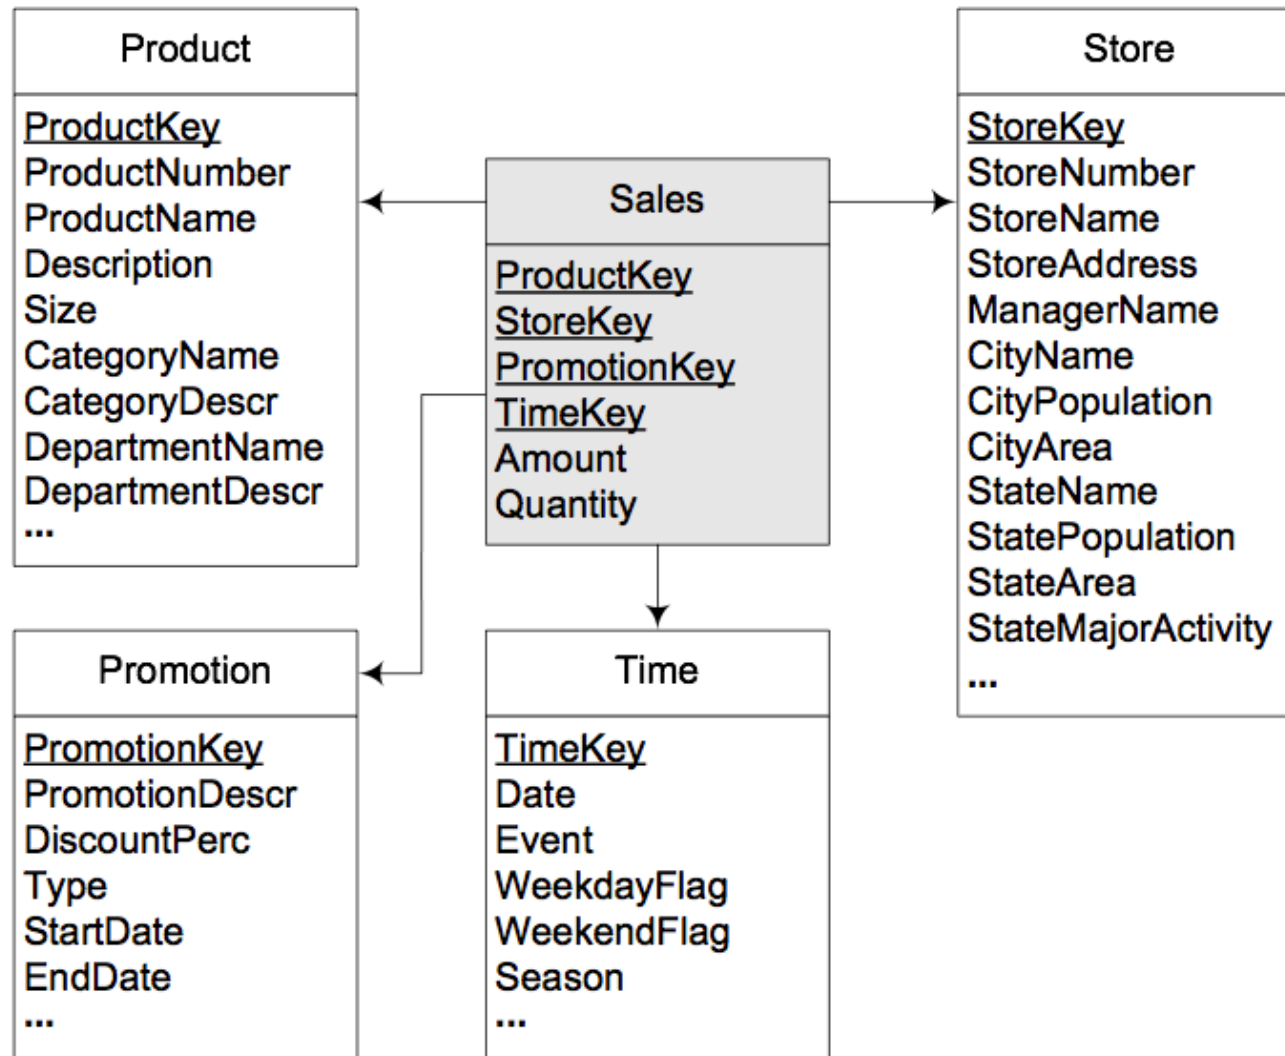 Product
ProductKey
ProductNumber
ProductName
Description
Size
CategoryName
CategoryDescr
DepartmentName
DepartmentDescr
...
Sales
ProductKey
StoreKey
PromotionKey
TimeKey
Amount
Quantity
Store
StoreKey
StoreNumber
StoreName
StoreAddress
ManagerName
CityName
CityPopulation
CityArea
StateName
StatePopulation
StateArea
StateMajorActivity
...
Promotion
PromotionKey
PromotionDescr
DiscountPerc
Type
StartDate
EndDate
...
Time
TimeKey
Date
Event
WeekdayFlag
WeekendFlag
Season
...